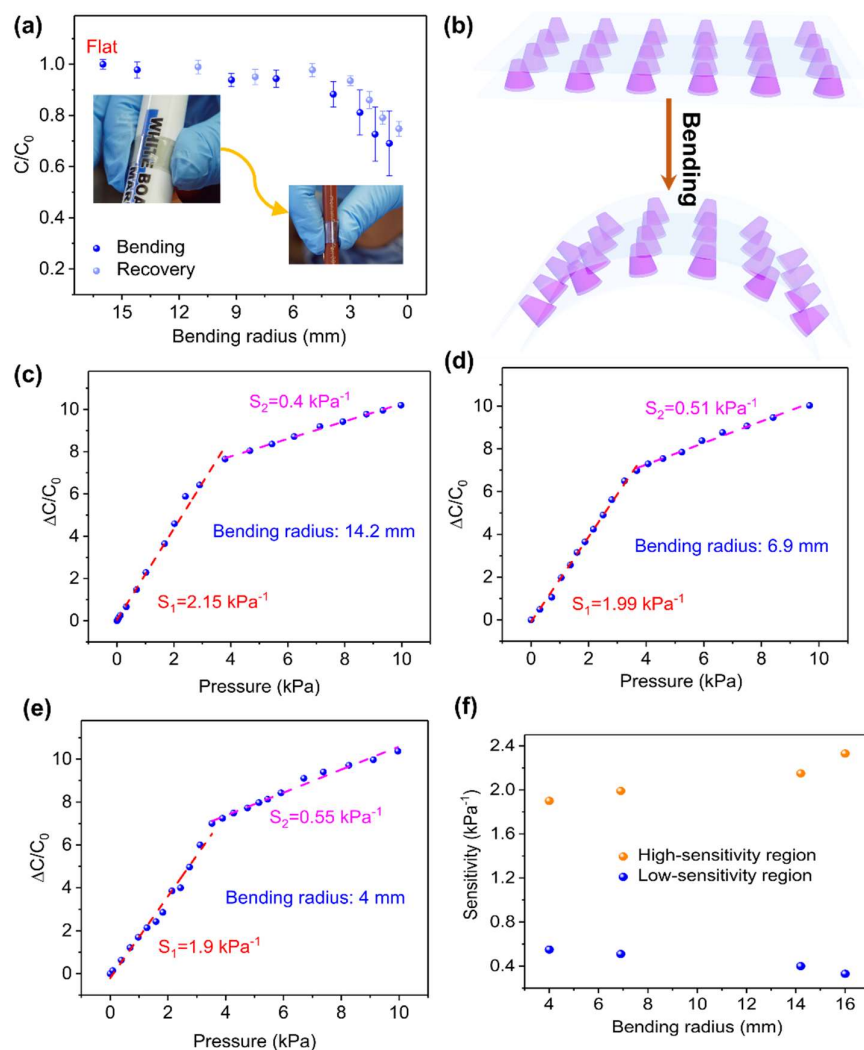 (a)
Flat
C/C₀
1.0
0.8
0.6
0.4
0.2
WHITE BOA
MAR
Bending
Recovery
15 12 9 6 3 0
Bending radius (mm)
(b)
Bending
(c)
ΔC/C₀
10
8
6
4
2
0
S₂=0.4 kPa⁻¹
Bending radius: 14.2 mm
S₁=2.15 kPa⁻¹
0 2 4 6 8 10
Pressure (kPa)
(d)
ΔC/C₀
10
8
6
4
2
0
S₂=0.51 kPa⁻¹
Bending radius: 6.9 mm
S₁=1.99 kPa⁻¹
0 2 4 6 8 10
Pressure (kPa)
(e)
ΔC/C₀
10
8
6
4
2
0
S₂=0.55 kPa⁻¹
Bending radius: 4 mm
S₁=1.9 kPa⁻¹
0 2 4 6 8 10
Pressure (kPa)
(f)
Sensitivity (kPa⁻¹)
2.4
2.0
1.6
1.2
0.8
0.4
High-sensitivity region
Low-sensitivity region
4 6 8 10 12 14 16
Bending radius (mm)